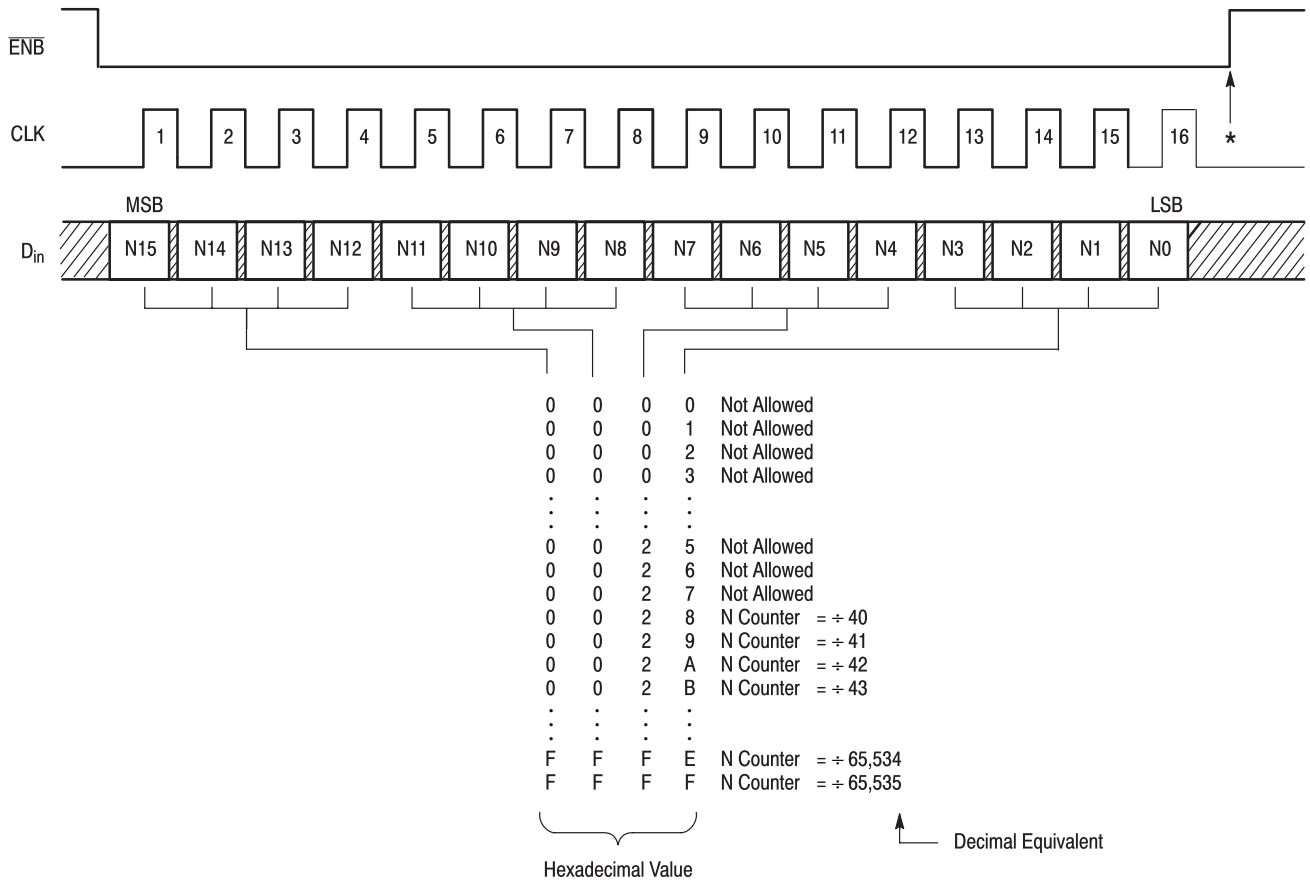 ENB
CLK 1 2 3 4 5 6 7 8 9 10 11 12 13 14 15 16 *
MSB LSB
Din N15 N14 N13 N12 N11 N10 N9 N8 N7 N6 N5 N4 N3 N2 N1 N0
0 0 0 0 Not Allowed
0 0 0 1 Not Allowed
0 0 0 2 Not Allowed
0 0 0 3 Not Allowed
. . . .
. . . .
. . . .
0 0 2 5 Not Allowed
0 0 2 6 Not Allowed
0 0 2 7 Not Allowed
0 0 2 8 N Counter = ÷ 40
0 0 2 9 N Counter = ÷ 41
0 0 2 A N Counter = ÷ 42
0 0 2 B N Counter = ÷ 43
. . . .
. . . .
. . . .
F F F E N Counter = ÷ 65,534
F F F F N Counter = ÷ 65,535
Decimal Equivalent
Hexadecimal Value